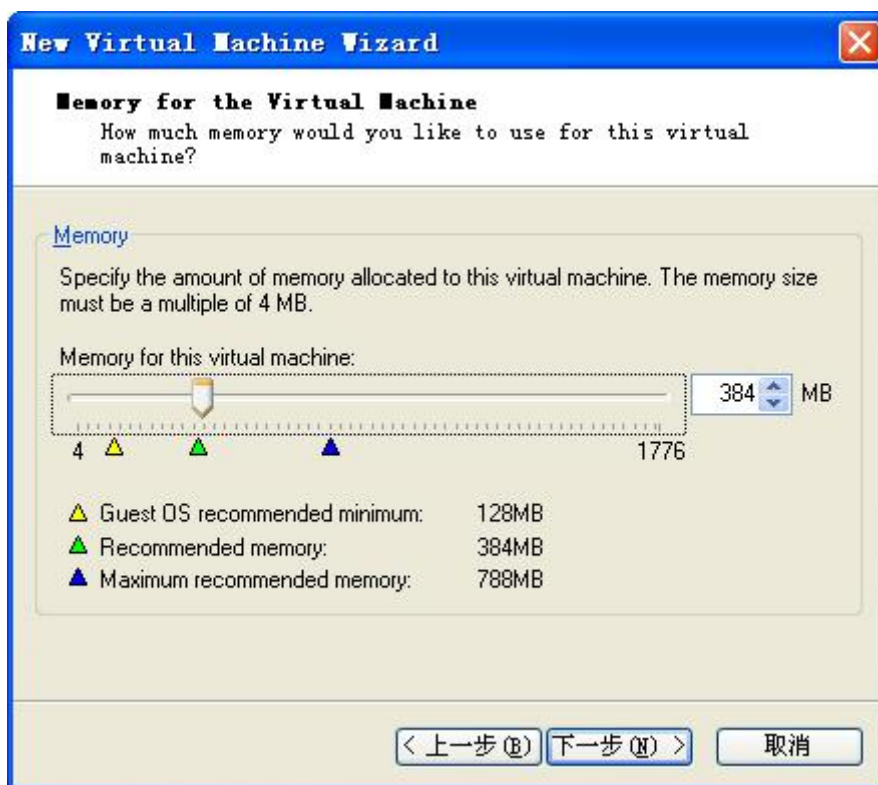 New Virtual Machine Wizard
Memory for the Virtual Machine
How much memory would you like to use for this virtual
machine?
Memory
Specify the amount of memory allocated to this virtual machine. The memory size
must be a multiple of 4 MB.
Memory for this virtual machine:
384 MB
4 1776
Guest OS recommended minimum: 128MB
Recommended memory: 384MB
Maximum recommended memory: 788MB
< 上一步(B) 下一步(N) > 取消